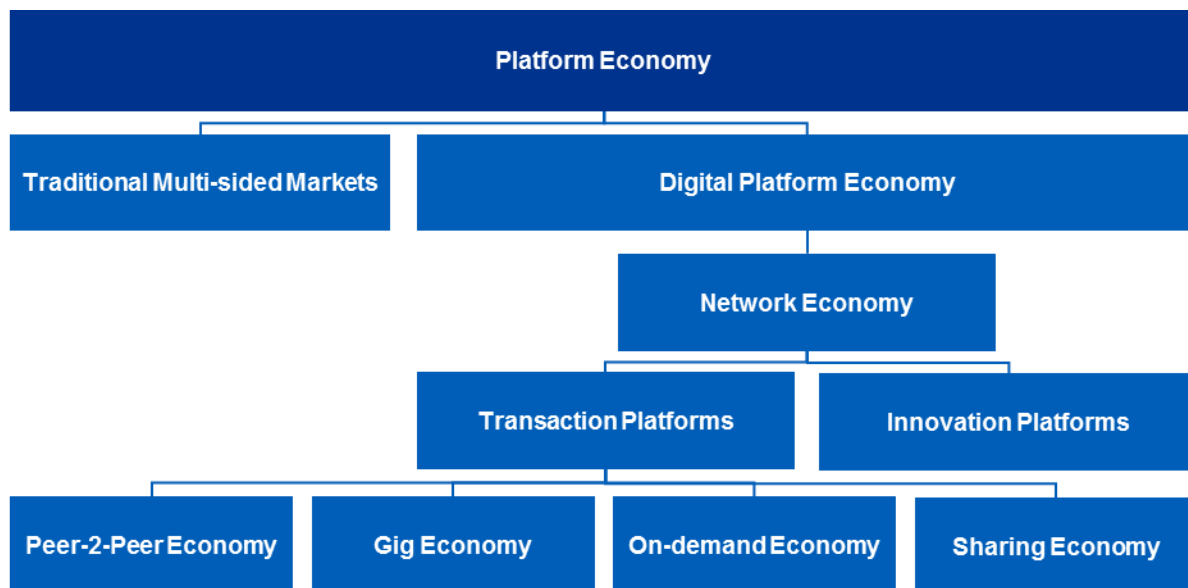 Platform Economy
Traditional Multi-sided Markets
Digital Platform Economy
Network Economy
Transaction Platforms
Innovation Platforms
Peer-2-Peer Economy
Gig Economy
On-demand Economy
Sharing Economy